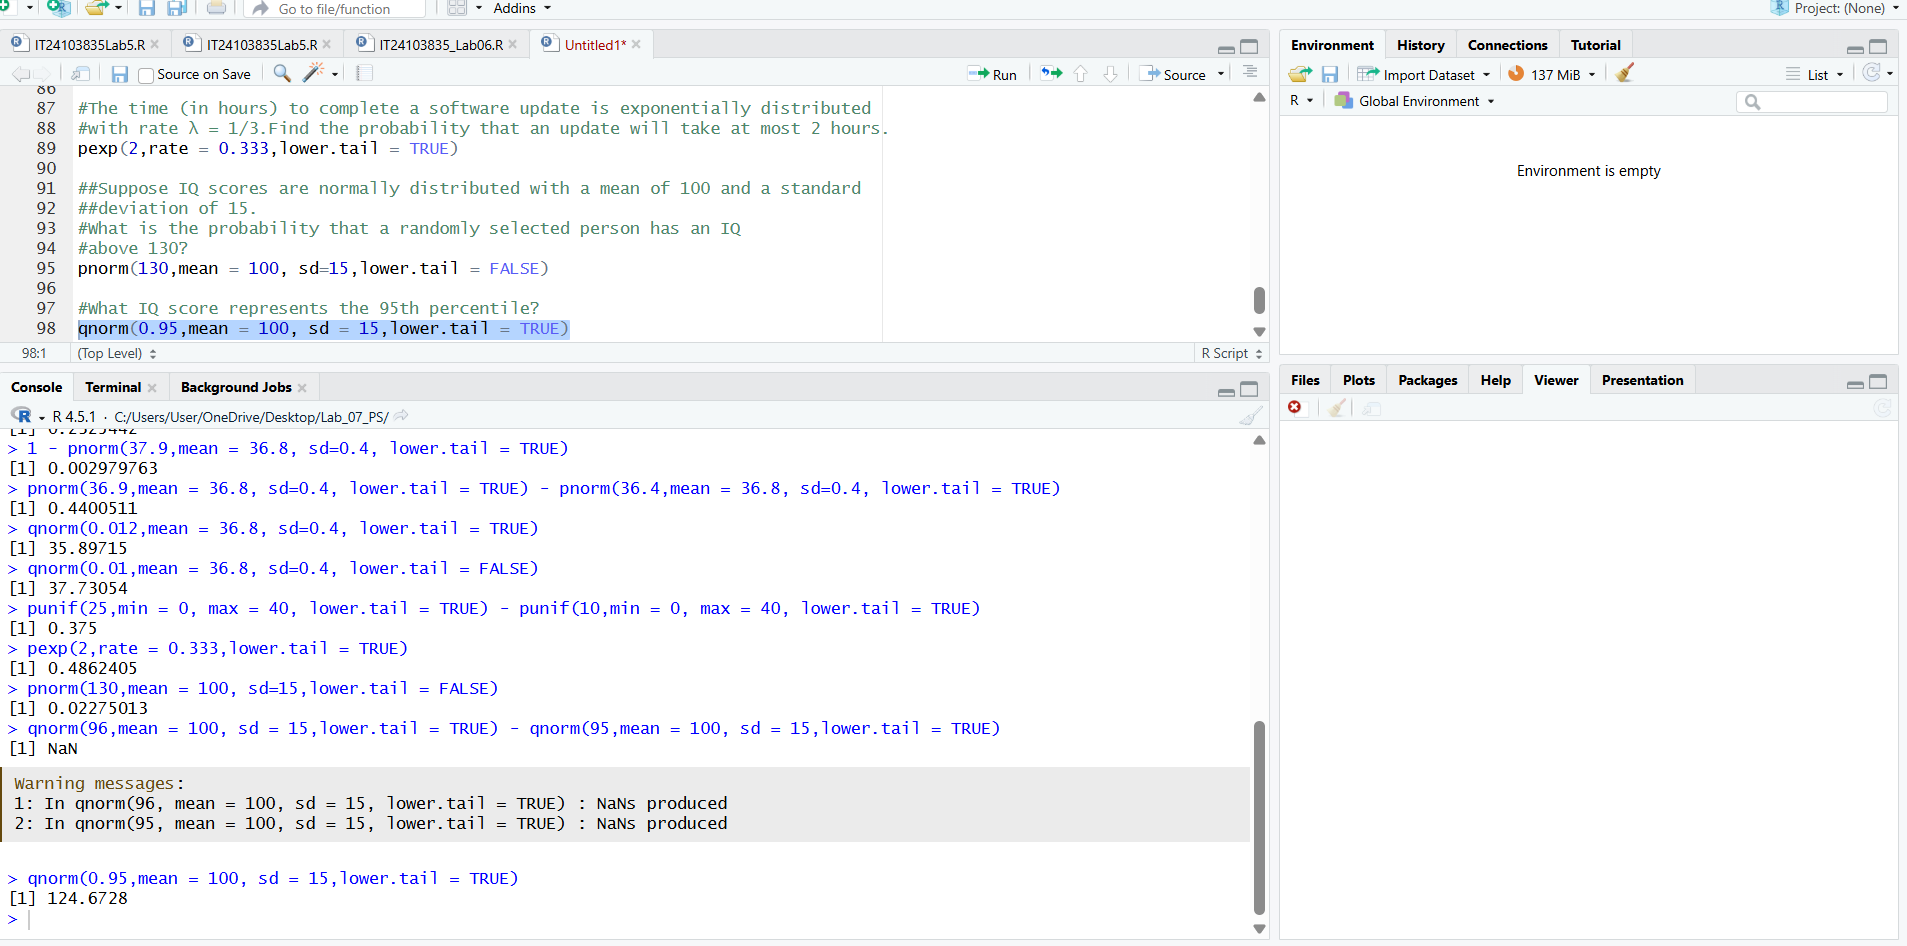 Go to file/function
Addins
Project: (None)
IT24103835Lab5.R
IT24103835Lab5.R
IT24103835_Lab06.R
Untitled1*
Source on Save
Run
Source
86
87 #The time (in hours) to complete a software update is exponentially distributed
88 #with rate λ = 1/3.Find the probability that an update will take at most 2 hours.
89 pexp(2,rate = 0.333,lower.tail = TRUE)
90
91 ##Suppose IQ scores are normally distributed with a mean of 100 and a standard
92 ##deviation of 15.
93 #What is the probability that a randomly selected person has an IQ
94 #above 130?
95 pnorm(130,mean = 100, sd=15,lower.tail = FALSE)
96
97 #What IQ score represents the 95th percentile?
98 qnorm(0.95,mean = 100, sd = 15,lower.tail = TRUE)
98:1 (Top Level) R Script
Console Terminal Background Jobs
R 4.5.1 · C:/Users/User/OneDrive/Desktop/Lab_07_PS/
[1] 0.2525442
> 1 - pnorm(37.9,mean = 36.8, sd=0.4, lower.tail = TRUE)
[1] 0.002979763
> pnorm(36.9,mean = 36.8, sd=0.4, lower.tail = TRUE) - pnorm(36.4,mean = 36.8, sd=0.4, lower.tail = TRUE)
[1] 0.4400511
> qnorm(0.012,mean = 36.8, sd=0.4, lower.tail = TRUE)
[1] 35.89715
> qnorm(0.01,mean = 36.8, sd=0.4, lower.tail = FALSE)
[1] 37.73054
> punif(25,min = 0, max = 40, lower.tail = TRUE) - punif(10,min = 0, max = 40, lower.tail = TRUE)
[1] 0.375
> pexp(2,rate = 0.333,lower.tail = TRUE)
[1] 0.4862405
> pnorm(130,mean = 100, sd=15,lower.tail = FALSE)
[1] 0.02275013
> qnorm(96,mean = 100, sd = 15,lower.tail = TRUE) - qnorm(95,mean = 100, sd = 15,lower.tail = TRUE)
[1] NaN
Warning messages:
1: In qnorm(96, mean = 100, sd = 15, lower.tail = TRUE) : NaNs produced
2: In qnorm(95, mean = 100, sd = 15, lower.tail = TRUE) : NaNs produced
> qnorm(0.95,mean = 100, sd = 15,lower.tail = TRUE)
[1] 124.6728
>
Environment History Connections Tutorial
Import Dataset 137 MiB List
R Global Environment
Environment is empty
Files Plots Packages Help Viewer Presentation